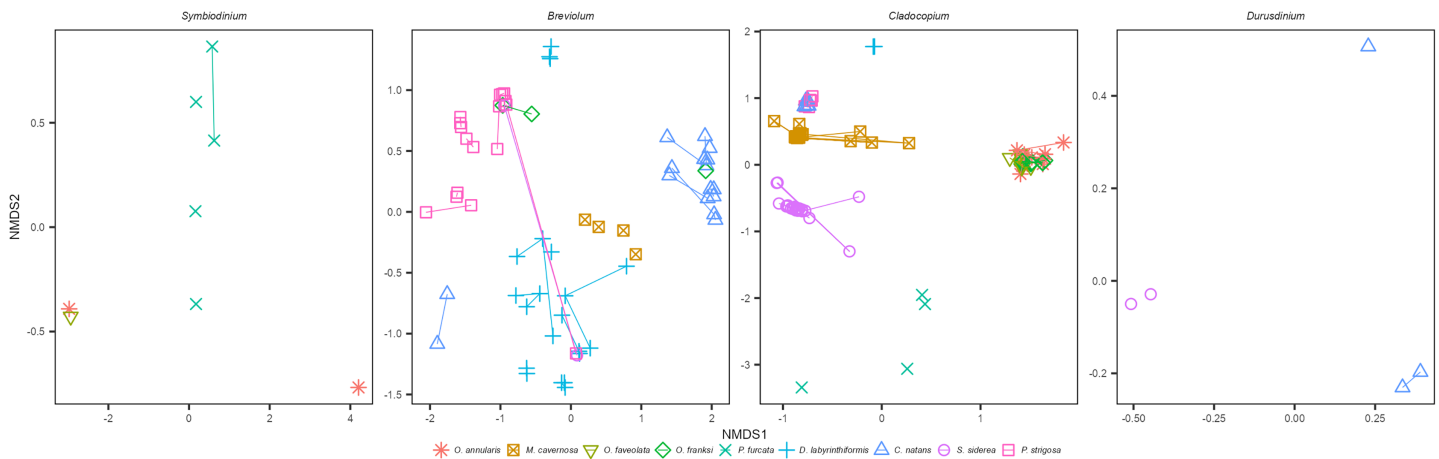 Symbiodinium Breviolum Cladocopium Durusdinium
NMDS2
0.5
0.0
-0.5
-2 0 2 4
1.0
0.5
0.0
-0.5
-1.0
-1.5
-2 -1 0 1 2
2
1
0
-1
-2
-3
-1 0 1
0.4
0.2
0.0
-0.2
-0.50 -0.25 0.00 0.25
NMDS1
O. annularis M. cavernosa O. faveolata O. franksi P. furcata D. labyrinthiformis C. natans S. siderea P. strigosa